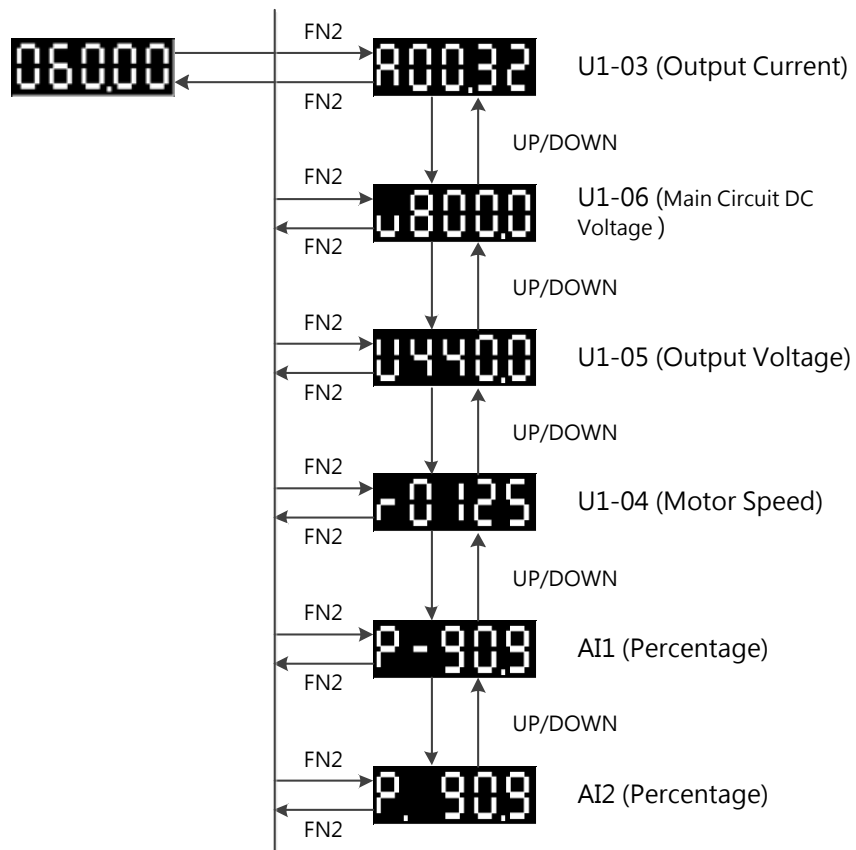 FN2
060.00
A00.32
U1-03 (Output Current)
FN2
UP/DOWN
FN2
u800.0
U1-06 (Main Circuit DC
Voltage )
FN2
UP/DOWN
FN2
U440.0
U1-05 (Output Voltage)
FN2
UP/DOWN
FN2
r0125
U1-04 (Motor Speed)
FN2
UP/DOWN
FN2
P-90.9
AI1 (Percentage)
FN2
UP/DOWN
FN2
P. 90.9
AI2 (Percentage)
FN2